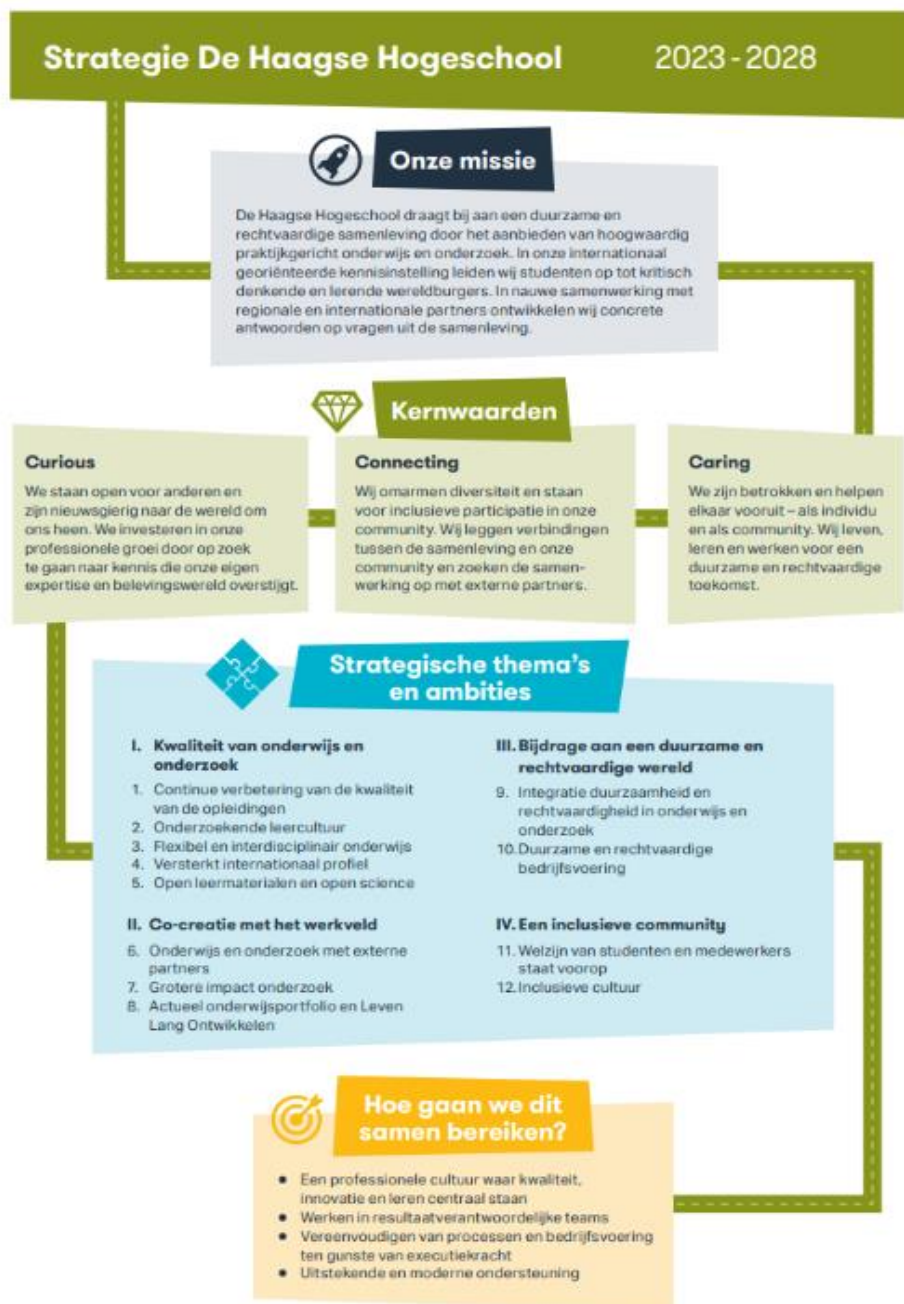 Strategie De Haagse Hogeschool 2023 - 2028
Onze missie
De Haagse Hogeschool draagt bij aan een duurzame en
rechtvaardige samenleving door het aanbieden van hoogwaardig
praktijkgericht onderwijs en onderzoek. In onze internationaal
georiënteerde kennisinstelling leiden wij studenten op tot kritisch
denkende en lerende wereldburgers. In nauwe samenwerking met
regionale en internationale partners ontwikkelen wij concrete
antwoorden op vragen uit de samenleving.
Kernwaarden
Curious
We staan open voor anderen en
zijn nieuwsgierig naar de wereld om
ons heen. We investeren in onze
professionele groei door op zoek
te gaan naar kennis die onze eigen
expertise en belevingswereld overstijgt.
Connecting
Wij omarmen diversiteit en staan
voor inclusieve participatie in onze
community. Wij leggen verbindingen
tussen de samenleving en onze
community en zoeken de samen-
werking op met externe partners.
Caring
We zijn betrokken en helpen
elkaar vooruit – als individu
en als community. Wij leven,
leren en werken voor een
duurzame en rechtvaardige
toekomst.
Strategische thema's
en ambities
I. Kwaliteit van onderwijs en
onderzoek
1. Continue verbetering van de kwaliteit
van de opleidingen
2. Onderzoekende leercultuur
3. Flexibel en interdisciplinair onderwijs
4. Versterkt internationaal profiel
5. Open leermaterialen en open science
II. Co-creatie met het werkveld
6. Onderwijs en onderzoek met externe
partners
7. Grotere impact onderzoek
8. Actueel onderwijsportfolio en Leven
Lang Ontwikkelen
III. Bijdrage aan een duurzame en
rechtvaardige wereld
9. Integratie duurzaamheid en
rechtvaardigheid in onderwijs en
onderzoek
10. Duurzame en rechtvaardige
bedrijfsvoering
IV. Een inclusieve community
11. Welzijn van studenten en medewerkers
staat voorop
12. Inclusieve cultuur
Hoe gaan we dit
samen bereiken?
• Een professionele cultuur waar kwaliteit,
innovatie en leren centraal staan
• Werken in resultaatverantwoordelijke teams
• Vereenvoudigen van processen en bedrijfsvoering
ten gunste van executiekracht
• Uitstekende en moderne ondersteuning